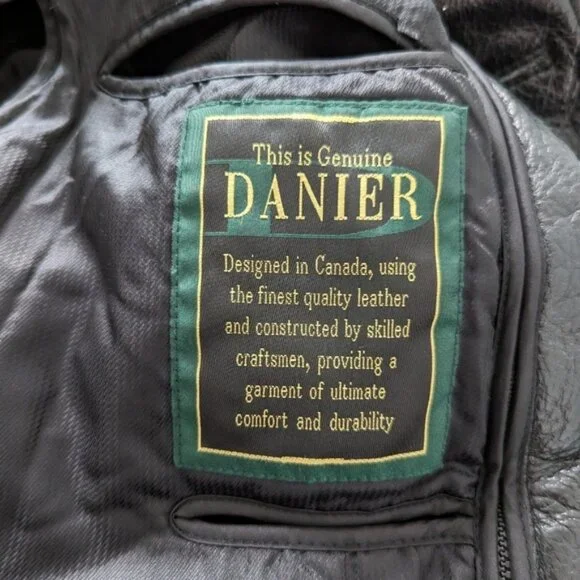 This is Genuine
DANIER
Designed in Canada, using
the finest quality leather
and constructed by skilled
craftsmen, providing a
garment of ultimate
comfort and durability